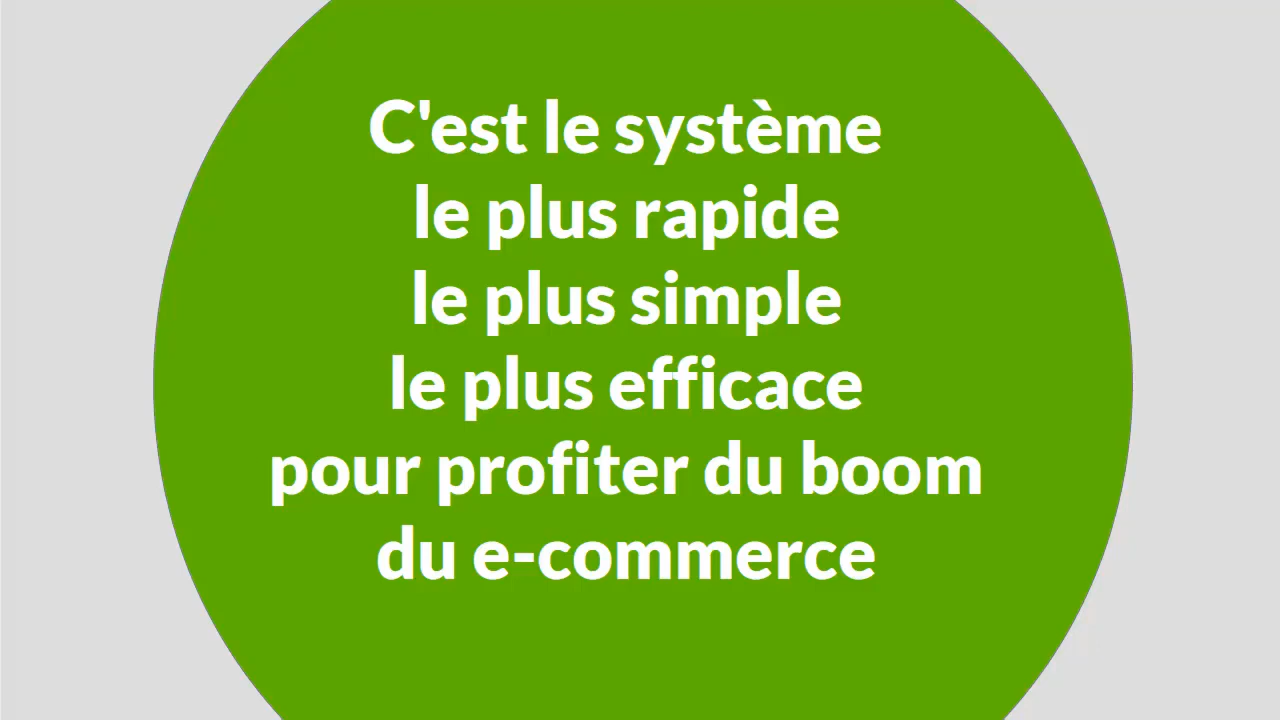 C'est le système
le plus rapide
le plus simple
le plus efficace
pour profiter du boom
du e-commerce